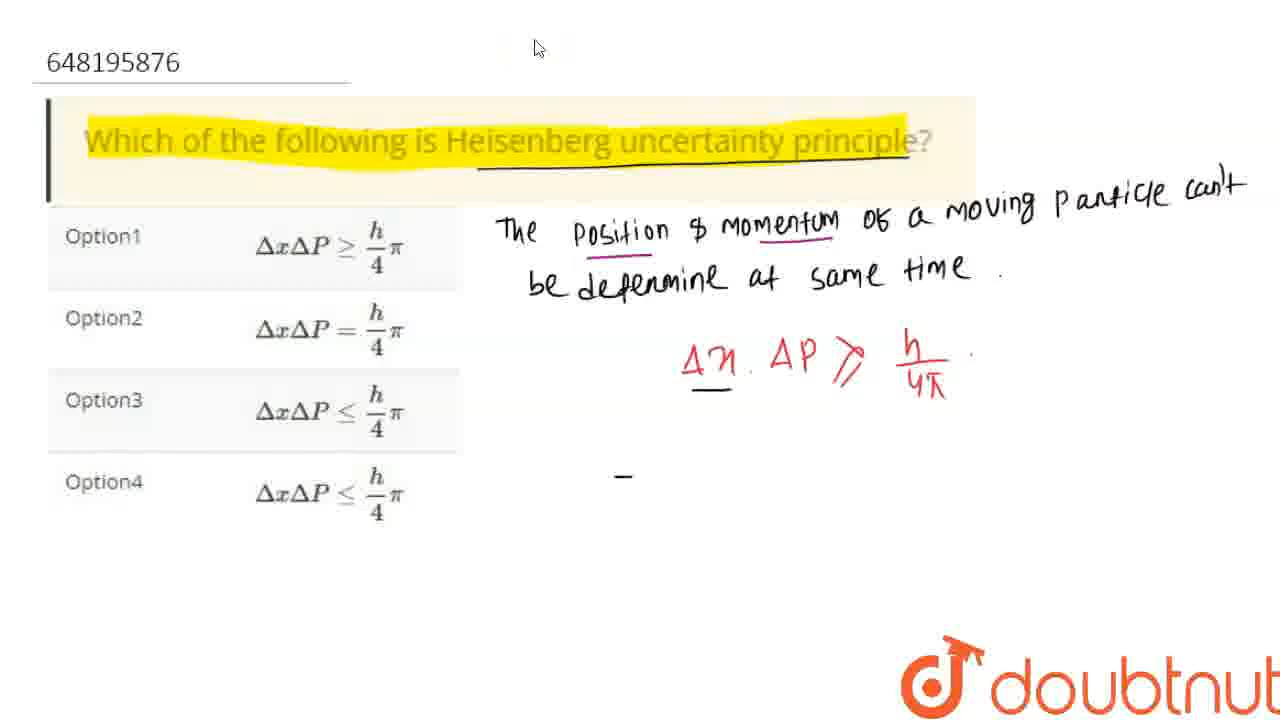 648195876
Which of the following is Heisenberg uncertainty principle?
Option1 ΔxΔP ≥ h/4 π
Option2 ΔxΔP = h/4 π
Option3 ΔxΔP ≤ h/4 π
Option4 ΔxΔP ≤ h/4 π
The position & momentum of a moving particle can't
be determine at same time.
Δx. ΔP ≥ h/4π
doubtnut